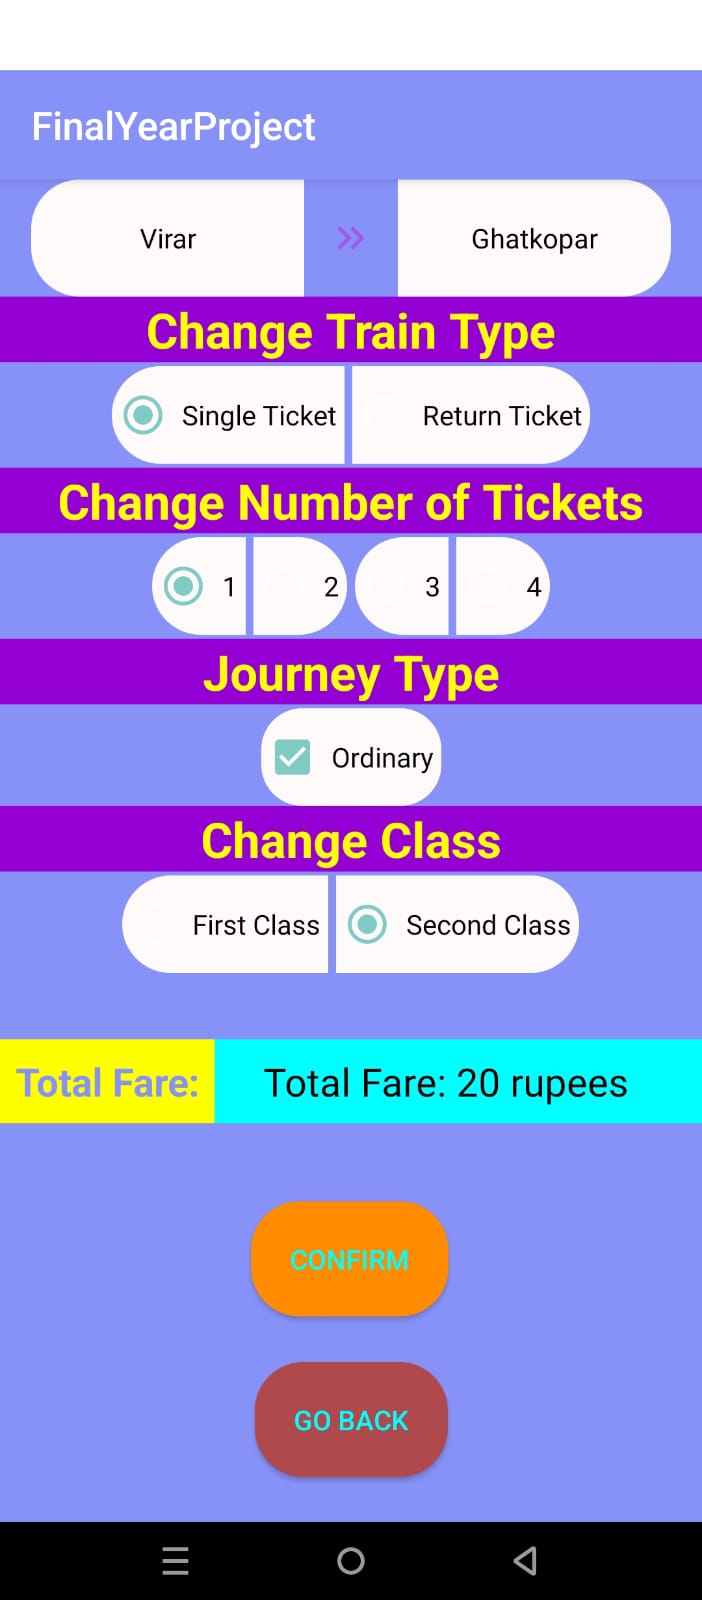 FinalYearProject
Virar » Ghatkopar
Change Train Type
Single Ticket Return Ticket
Change Number of Tickets
1 2 3 4
Journey Type
Ordinary
Change Class
First Class Second Class
Total Fare: Total Fare: 20 rupees
CONFIRM
GO BACK